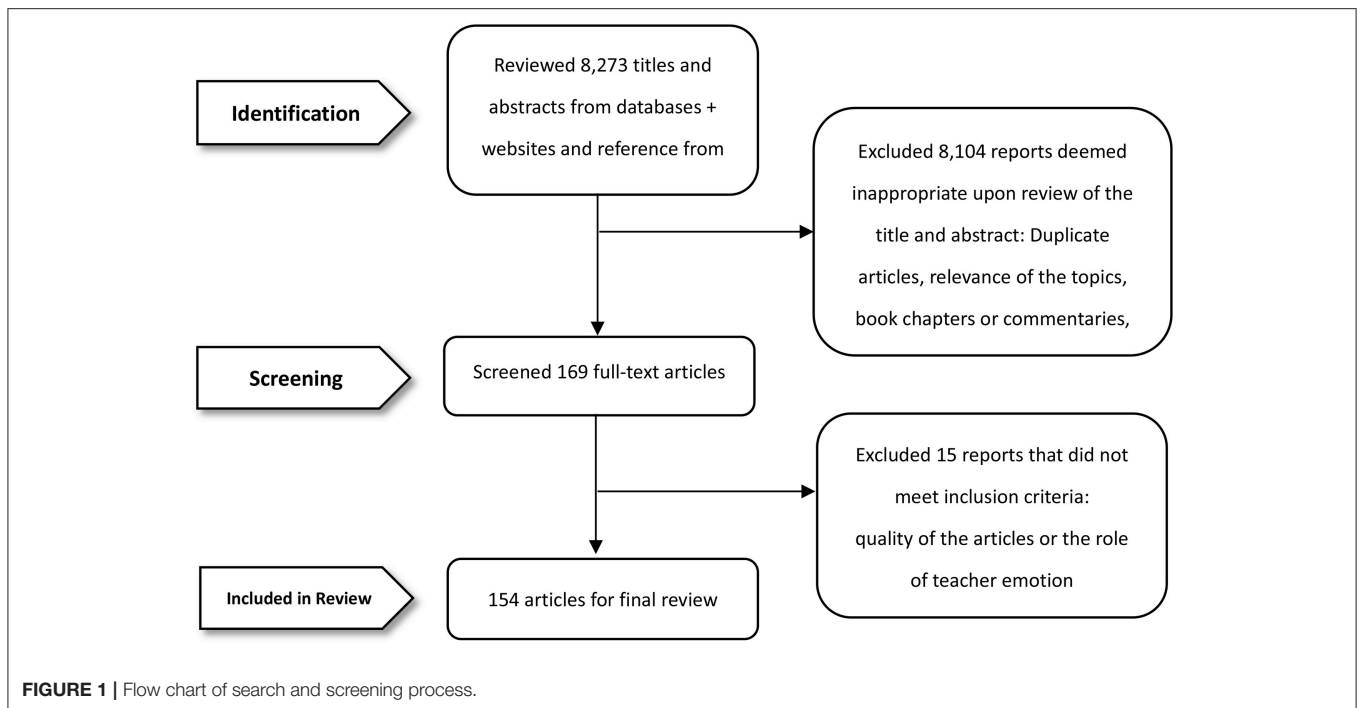 Identification
Reviewed 8,273 titles and
abstracts from databases +
websites and reference from
Excluded 8,104 reports deemed
inappropriate upon review of the
title and abstract: Duplicate
articles, relevance of the topics,
book chapters or commentaries,
Screening
Screened 169 full-text articles
Excluded 15 reports that did not
meet inclusion criteria:
quality of the articles or the role
of teacher emotion
Included in Review
154 articles for final review
FIGURE 1 | Flow chart of search and screening process.